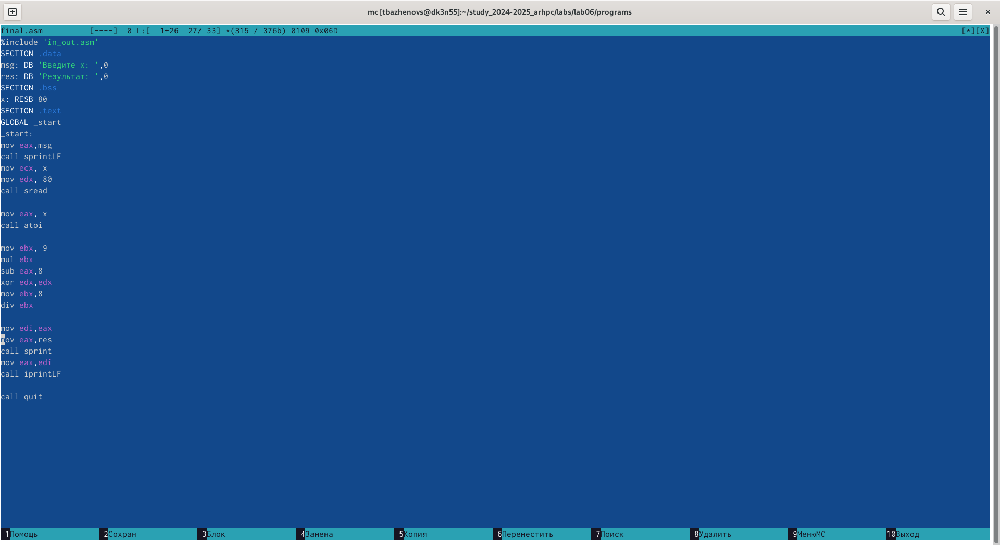 mc [tbazhenovs@dk3n55]:~/study_2024-2025_arhpc/labs/lab06/programs
final.asm          [----]  0 L:[  1+26  27/ 33] *(315 / 376b) 0109 0x06D                    [*][X]
%include 'in_out.asm'
SECTION .data
msg: DB 'Введите x: ',0
res: DB 'Результат: ',0
SECTION .bss
x: RESB 80
SECTION .text
GLOBAL _start
_start:
mov eax,msg
call sprintLF
mov ecx, x
mov edx, 80
call sread
mov eax, x
call atoi
mov ebx, 9
mul ebx
sub eax,8
xor edx,edx
mov ebx,8
div ebx
mov edi,eax
mov eax,res
call sprint
mov eax,edi
call iprintLF
call quit
1Помощь 2Сохран 3Блок 4Замена 5Копия 6Переместить 7Поиск 8Удалить 9МенюMC 10Выход